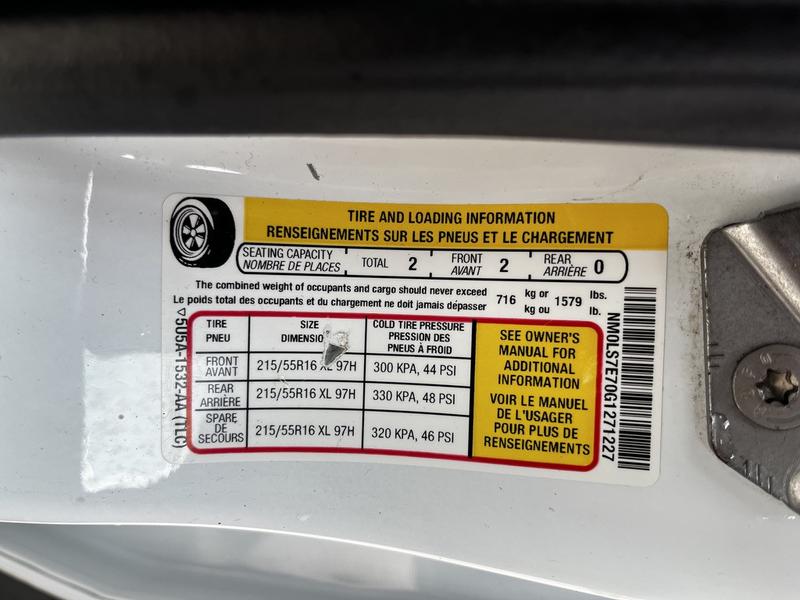 TIRE AND LOADING INFORMATION
RENSEIGNEMENTS SUR LES PNEUS ET LE CHARGEMENT
SEATING CAPACITY
NOMBRE DE PLACES
TOTAL 2
FRONT
AVANT 2
REAR
ARRIÈRE 0
The combined weight of occupants and cargo should never exceed 716 kg or 1579 lbs.
Le poids total des occupants et du chargement ne doit jamais dépasser kg ou lb.
TIRE
PNEU
SIZE
DIMENSIO
COLD TIRE PRESSURE
PRESSION DES
PNEUS À FROID
FRONT
AVANT
215/55R16 XL 97H
300 KPA, 44 PSI
REAR
ARRIÈRE
215/55R16 XL 97H
330 KPA, 48 PSI
SPARE
DE
SECOURS
215/55R16 XL 97H
320 KPA, 46 PSI
SEE OWNER'S
MANUAL FOR
ADDITIONAL
INFORMATION
VOIR LE MANUEL
DE L'USAGER
POUR PLUS DE
RENSEIGNEMENTS
5U5A-1532-AA (TLC)
NM0LS7E70G1271227